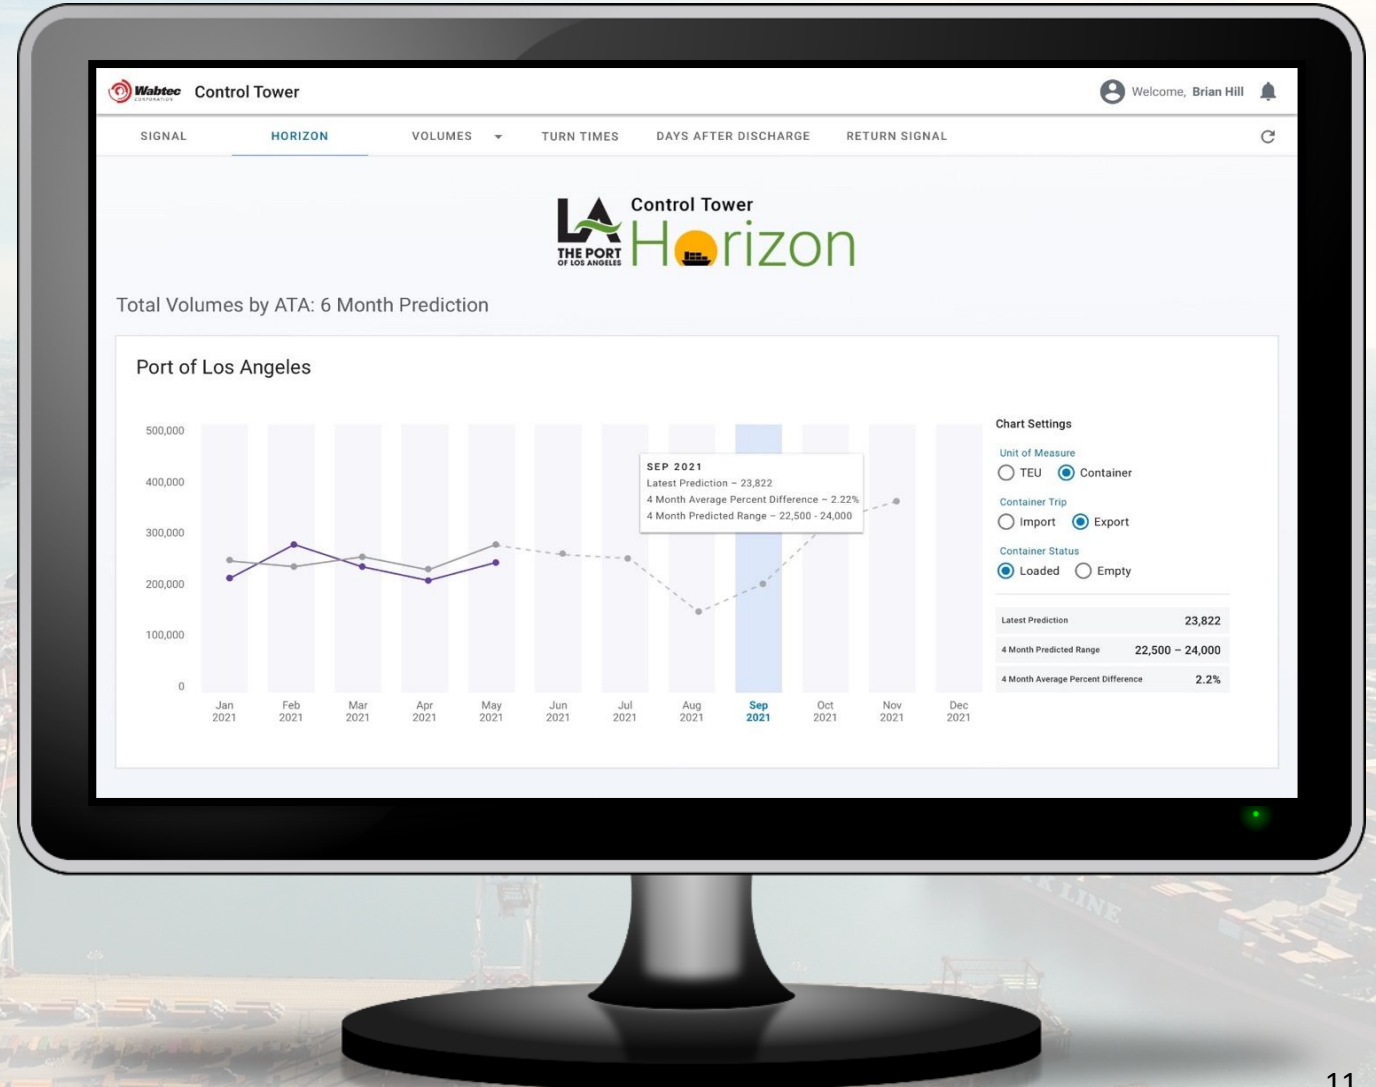 Wabtec
CORPORATION
Control Tower
Welcome, Brian Hill
SIGNAL
HORIZON
VOLUMES
TURN TIMES
DAYS AFTER DISCHARGE
RETURN SIGNAL
LA
THE PORT
OF LOS ANGELES
Control Tower
Horizon
Total Volumes by ATA: 6 Month Prediction
Port of Los Angeles
500,000
400,000
300,000
200,000
100,000
0
SEP 2021
Latest Prediction – 23,822
4 Month Average Percent Difference – 2.22%
4 Month Predicted Range – 22,500 - 24,000
Jan
2021
Feb
2021
Mar
2021
Apr
2021
May
2021
Jun
2021
Jul
2021
Aug
2021
Sep
2021
Oct
2021
Nov
2021
Dec
2021
Chart Settings
Unit of Measure
TEU
Container
Container Trip
Import
Export
Container Status
Loaded
Empty
Latest Prediction 23,822
4 Month Predicted Range 22,500 – 24,000
4 Month Average Percent Difference 2.2%
LINE
11